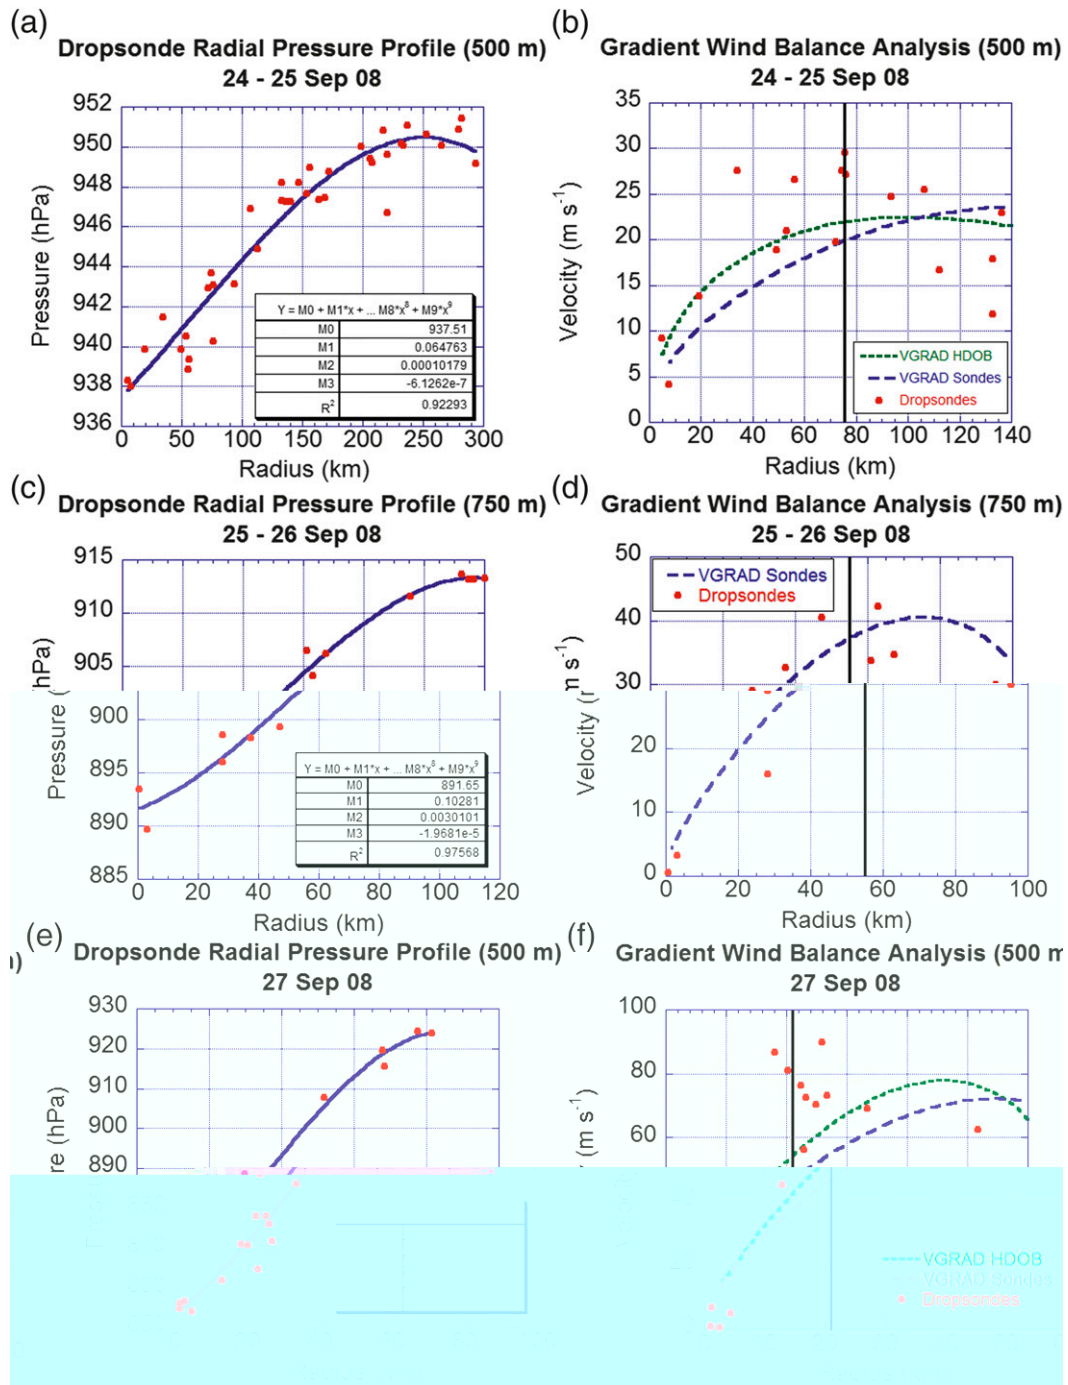 (a)
Dropsonde Radial Pressure Profile (500 m)
24 - 25 Sep 08
952
950
948
946
944
942
940
938
936
Pressure (hPa)
Y = M0 + M1*x + ... M8*x^8 + M9*x^9
M0 937.51
M1 0.064763
M2 0.00010179
M3 -6.1262e-7
R^2 0.92293
0 50 100 150 200 250 300
Radius (km)
(b)
Gradient Wind Balance Analysis (500 m)
24 - 25 Sep 08
35
30
25
20
15
10
5
0
Velocity (m s^-1)
VGRAD HDOB
VGRAD Sondes
Dropsondes
0 20 40 60 80 100 120 140
Radius (km)
(c)
Dropsonde Radial Pressure Profile (750 m)
25 - 26 Sep 08
915
910
905
900
895
890
885
Pressure (
hPa)
Y = M0 + M1*x + ... M8*x^8 + M9*x^9
M0 891.65
M1 0.10281
M2 0.0030101
M3 -1.9681e-5
R^2 0.97568
0 20 40 60 80 100 120
Radius (km)
(d)
Gradient Wind Balance Analysis (750 m)
25 - 26 Sep 08
50
40
30
20
10
0
Velocity (
m s^-1)
VGRAD Sondes
Dropsondes
0 20 40 60 80 100
Radius (km)
(e)
Dropsonde Radial Pressure Profile (500 m)
27 Sep 08
930
920
910
900
890
re (hPa)
(f)
Gradient Wind Balance Analysis (500 m
27 Sep 08
100
80
60
(m s^-1)
VGRAD HDOB
VGRAD Sondes
Dropsondes